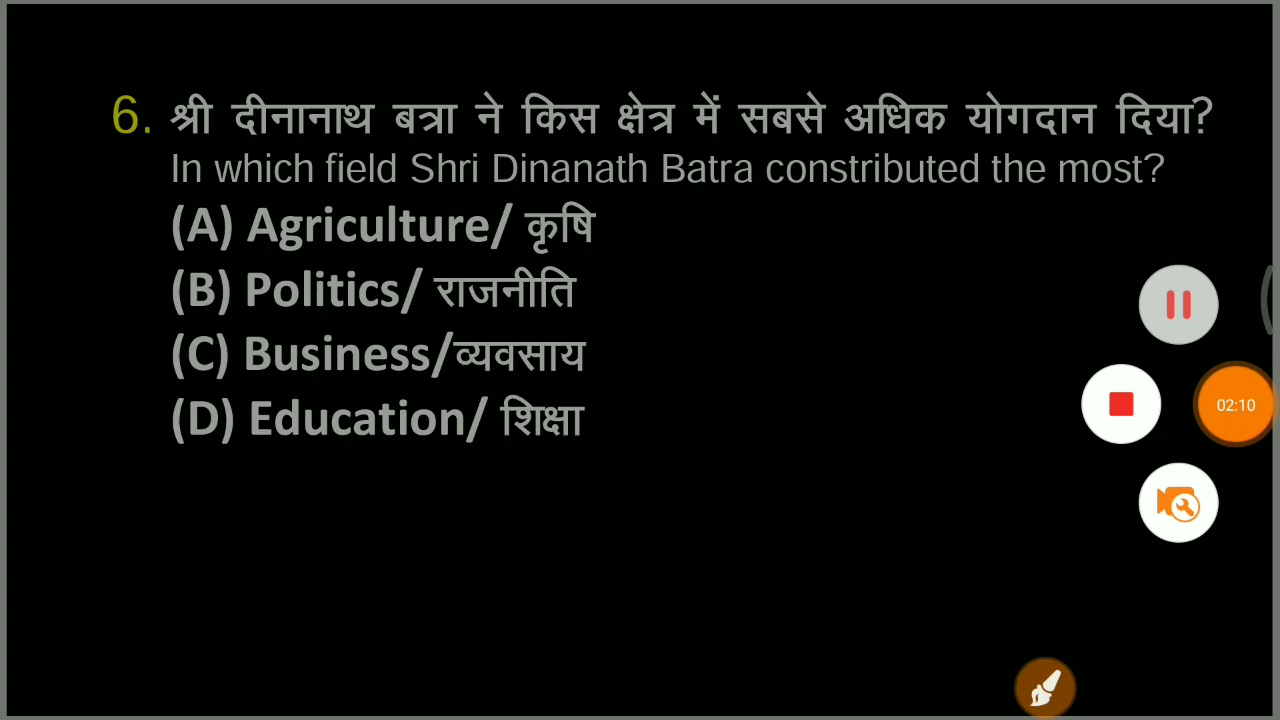 6. श्री दीनानाथ बत्रा ने किस क्षेत्र में सबसे अधिक योगदान दिया?
In which field Shri Dinanath Batra constributed the most?
(A) Agriculture/ कृषि
(B) Politics/ राजनीति
(C) Business/व्यवसाय
(D) Education/ शिक्षा
02:10